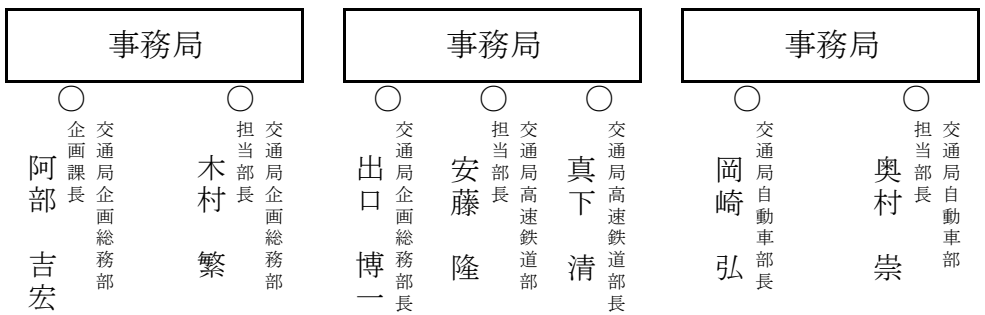 事務局
事務局
事務局
交通局企画総務部
企画課長
阿部 吉宏
交通局企画総務部
担当部長
木村 繁
交通局企画総務部長
出口 博一
交通局高速鉄道部
担当部長
安藤 隆
交通局高速鉄道部長
真下 清
交通局自動車部長
岡崎 弘
交通局自動車部
担当部長
奥村 崇